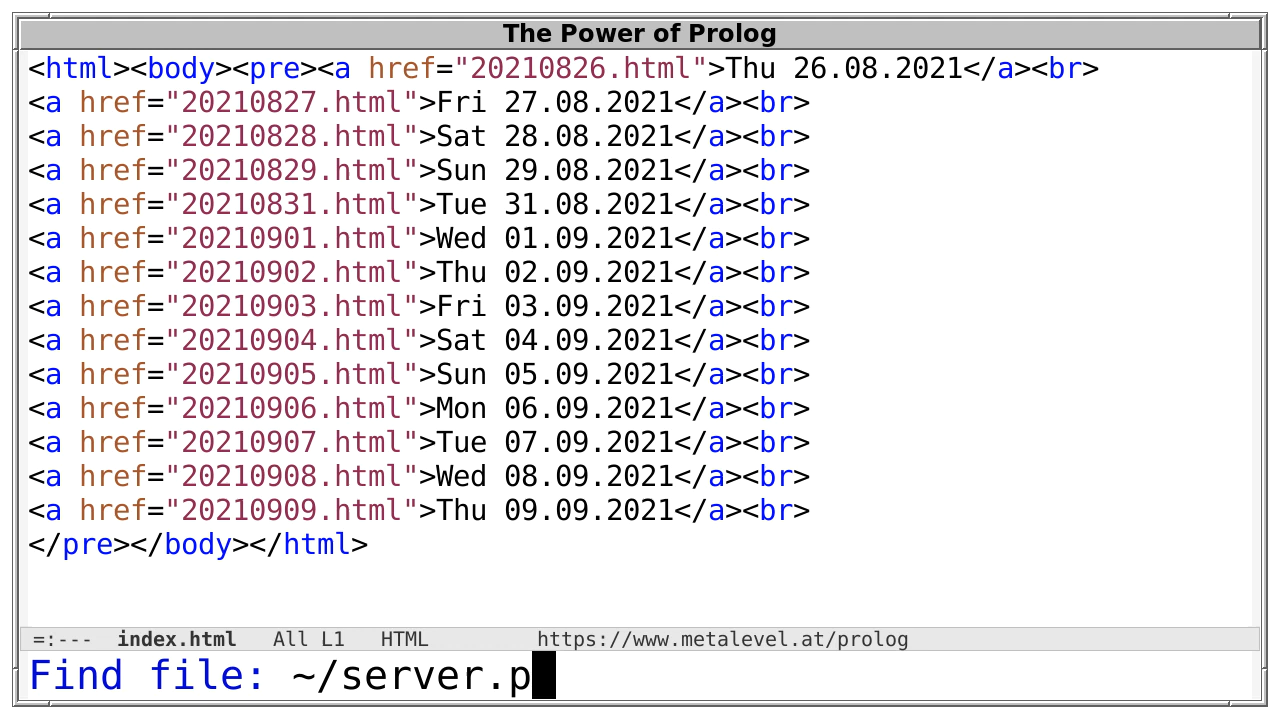 The Power of Prolog
<html><body><pre><a href="20210826.html">Thu 26.08.2021</a><br>
<a href="20210827.html">Fri 27.08.2021</a><br>
<a href="20210828.html">Sat 28.08.2021</a><br>
<a href="20210829.html">Sun 29.08.2021</a><br>
<a href="20210831.html">Tue 31.08.2021</a><br>
<a href="20210901.html">Wed 01.09.2021</a><br>
<a href="20210902.html">Thu 02.09.2021</a><br>
<a href="20210903.html">Fri 03.09.2021</a><br>
<a href="20210904.html">Sat 04.09.2021</a><br>
<a href="20210905.html">Sun 05.09.2021</a><br>
<a href="20210906.html">Mon 06.09.2021</a><br>
<a href="20210907.html">Tue 07.09.2021</a><br>
<a href="20210908.html">Wed 08.09.2021</a><br>
<a href="20210909.html">Thu 09.09.2021</a><br>
</pre></body></html>
=:--- index.html All L1 HTML https://www.metalevel.at/prolog
Find file: ~/server.p